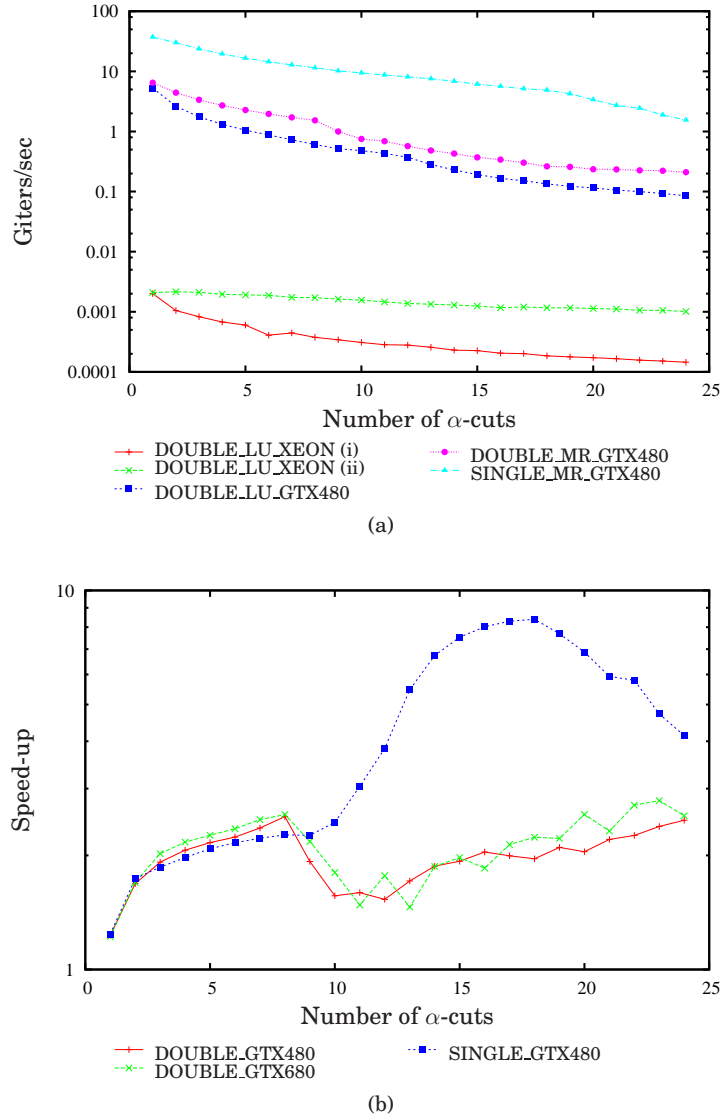 100
10
1
0.1
0.01
0.001
0.0001
Giters/sec
0 5 10 15 20 25
Number of α-cuts
DOUBLE_LU_XEON (i)
DOUBLE_LU_XEON (ii)
DOUBLE_LU_GTX480
DOUBLE_MR_GTX480
SINGLE_MR_GTX480
(a)
10
1
Speed-up
0 5 10 15 20 25
Number of α-cuts
DOUBLE_GTX480
DOUBLE_GTX680
SINGLE_GTX480
(b)